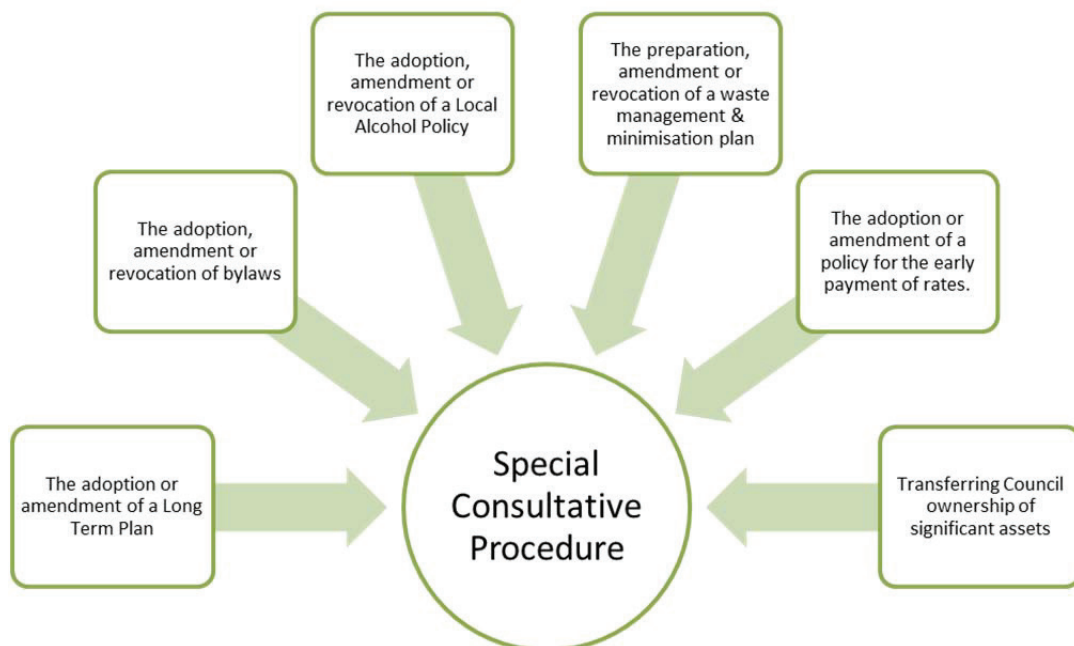 The adoption,
amendment or
revocation of a Local
Alcohol Policy
The preparation,
amendment or
revocation of a waste
management &
minimisation plan
The adoption,
amendment or
revocation of bylaws
The adoption or
amendment of a
policy for the early
payment of rates.
The adoption or
amendment of a Long
Term Plan
Special
Consultative
Procedure
Transferring Council
ownership of
significant assets